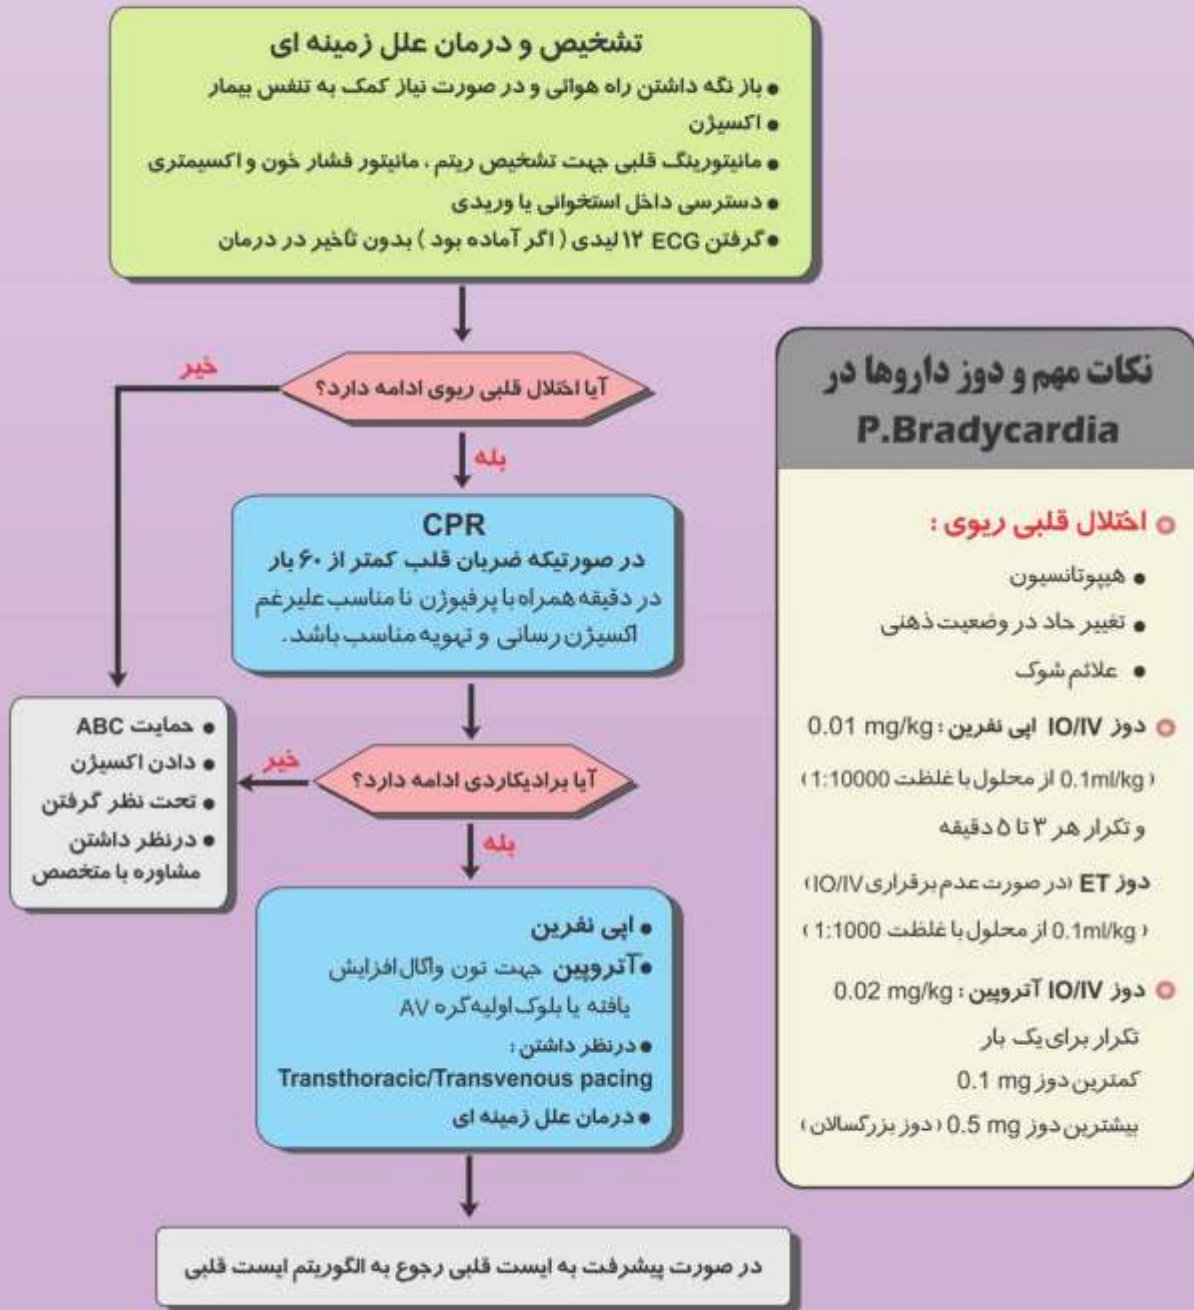 تشخیص و درمان علل زمینه ای
● باز نگه داشتن راه هوائی و در صورت نیاز کمک به تنفس بیمار
● اکسیژن
● مانیتورینگ قلبی جهت تشخیص ریتم ، مانیتور فشار خون و اکسیمتری
● دسترسی داخل استخوانی یا وریدی
● گرفتن ECG ۱۲ لیدی ( اگر آماده بود ) بدون تأخیر در درمان
آیا اختلال قلبی ریوی ادامه دارد؟
خیر
بله
CPR
در صورتیکه ضربان قلب کمتر از ۶۰ بار
در دقیقه همراه با پرفیوژن نا مناسب علیرغم
اکسیژن رسانی و تهویه مناسب باشد.
آیا برادیکاردی ادامه دارد؟
خیر
بله
● حمایت ABC
● دادن اکسیژن
● تحت نظر گرفتن
● درنظر داشتن
مشاوره با متخصص
● اپی نفرین
● آتروپین جهت تون واگال افزایش
یافته یا بلوک اولیه گره AV
● درنظر داشتن :
Transthoracic/Transvenous pacing
● درمان علل زمینه ای
در صورت پیشرفت به ایست قلبی رجوع به الگوریتم ایست قلبی
نکات مهم و دوز داروها در
P.Bradycardia
اختلال قلبی ریوی :
● هیپوتانسیون
● تغییر حاد در وضعیت ذهنی
● علائم شوک
دوز IO/IV اپی نفرین : 0.01 mg/kg
( 0.1ml/kg از محلول با غلظت 1:10000 )
و تکرار هر ۳ تا ۵ دقیقه
دوز ET (در صورت عدم برقراری IO/IV)
( 0.1ml/kg از محلول با غلظت 1:1000 )
دوز IO/IV آتروپین : 0.02 mg/kg
تکرار برای یک بار
کمترین دوز 0.1 mg
بیشترین دوز 0.5 mg ( دوز بزرگسالان )